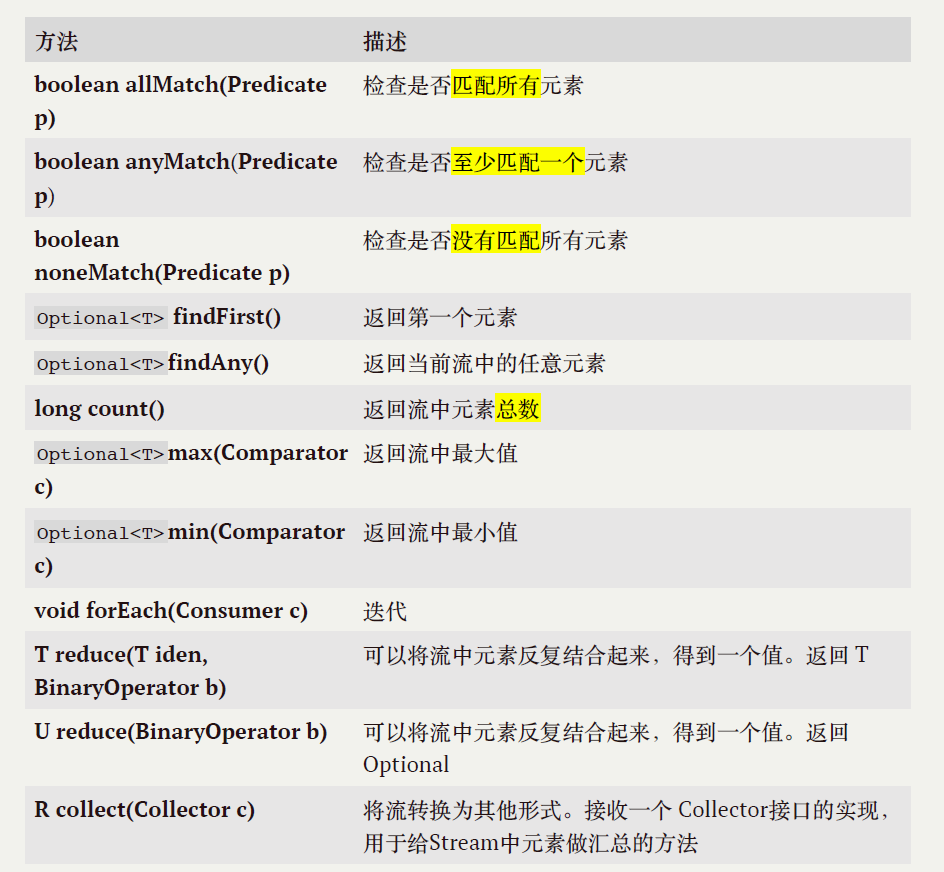 方法 描述
boolean allMatch(Predicate 检查是否匹配所有元素
p)
boolean anyMatch(Predicate 检查是否至少匹配一个元素
p)
boolean 检查是否没有匹配所有元素
noneMatch(Predicate p)
Optional<T> findFirst() 返回第一个元素
Optional<T>findAny() 返回当前流中的任意元素
long count() 返回流中元素总数
Optional<T>max(Comparator 返回流中最大值
c)
Optional<T>min(Comparator 返回流中最小值
c)
void forEach(Consumer c) 迭代
T reduce(T iden, 可以将流中元素反复结合起来，得到一个值。返回 T
BinaryOperator b)
U reduce(BinaryOperator b) 可以将流中元素反复结合起来，得到一个值。返回
Optional
R collect(Collector c) 将流转换为其他形式。接收一个 Collector接口的实现，
用于给Stream中元素做汇总的方法